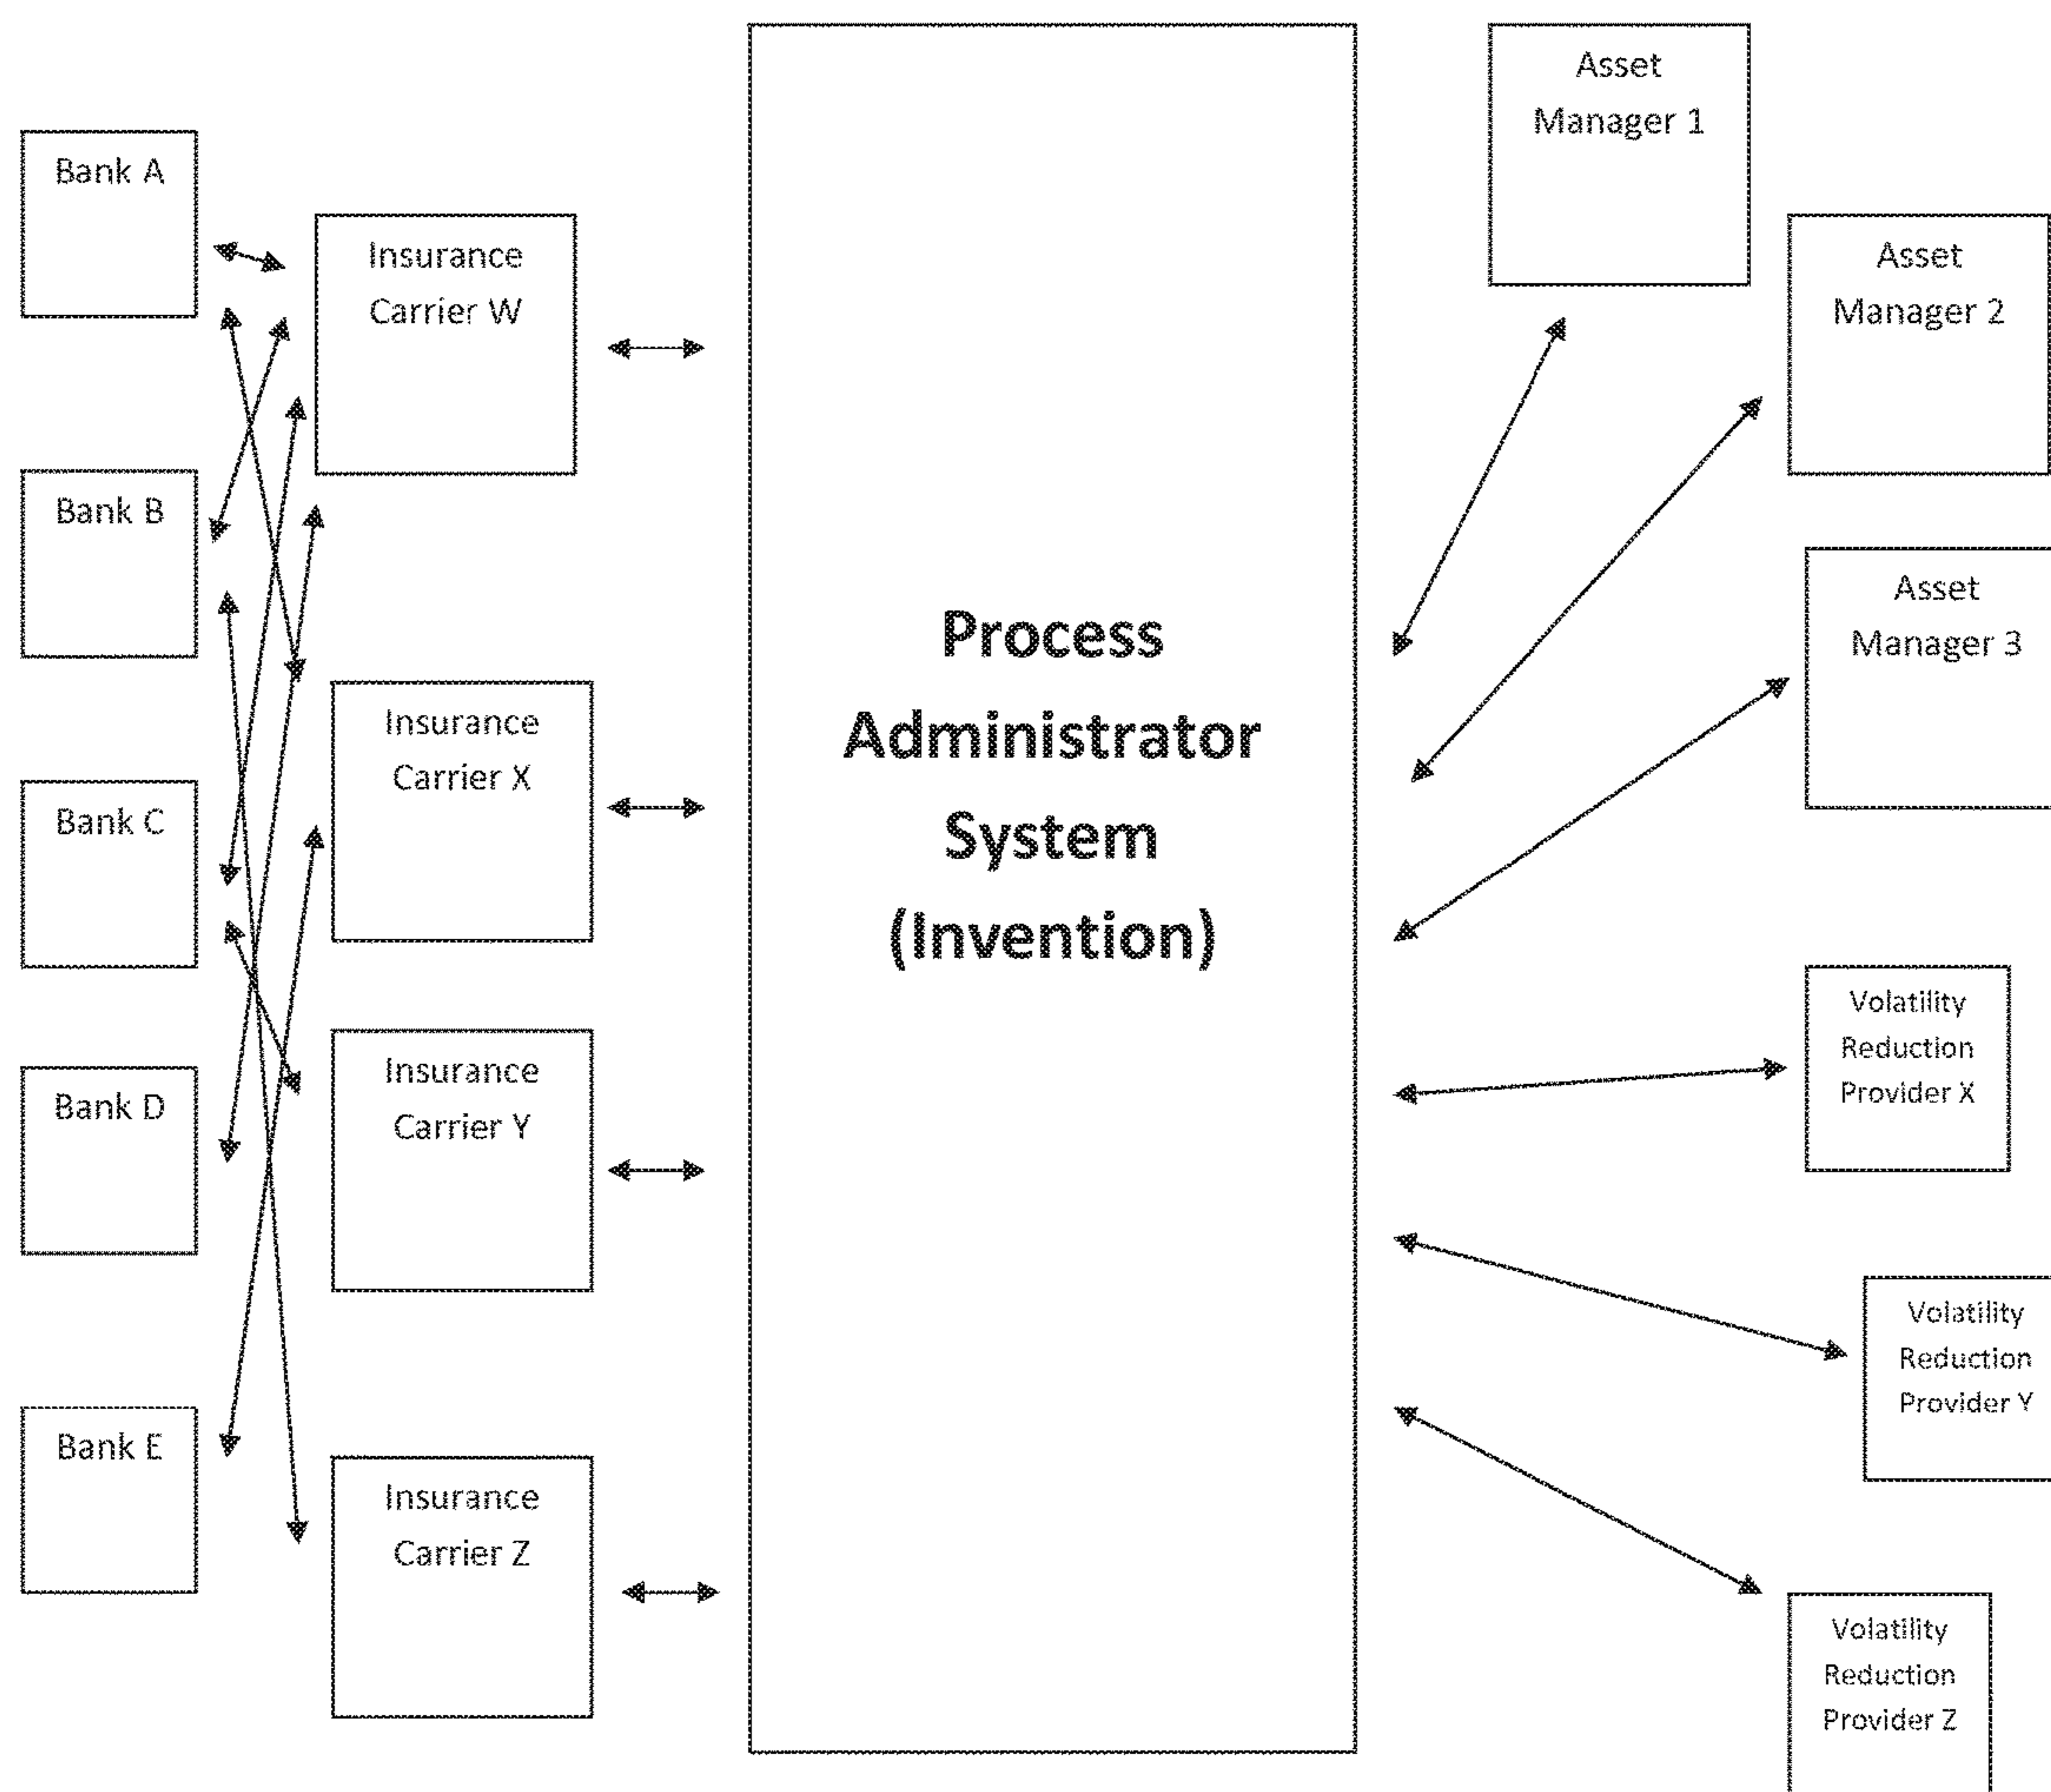 Bank A
Bank B
Bank C
Bank D
Bank E
Insurance
Carrier W
Insurance
Carrier X
Insurance
Carrier Y
Insurance
Carrier Z
Process
Administrator
System
(Invention)
Asset
Manager 1
Asset
Manager 2
Asset
Manager 3
Volatility
Reduction
Provider X
Volatility
Reduction
Provider Y
Volatility
Reduction
Provider Z